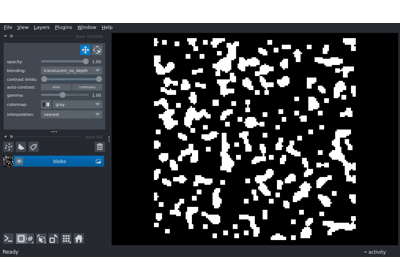 File View Layers Plugins Window Help
opacity: 1.00
blending: translucent_no_depth
contrast limits:
auto-contrast: once continuous
gamma: 1.00
colormap: gray
interpolation: nearest
blobs
Ready
activity